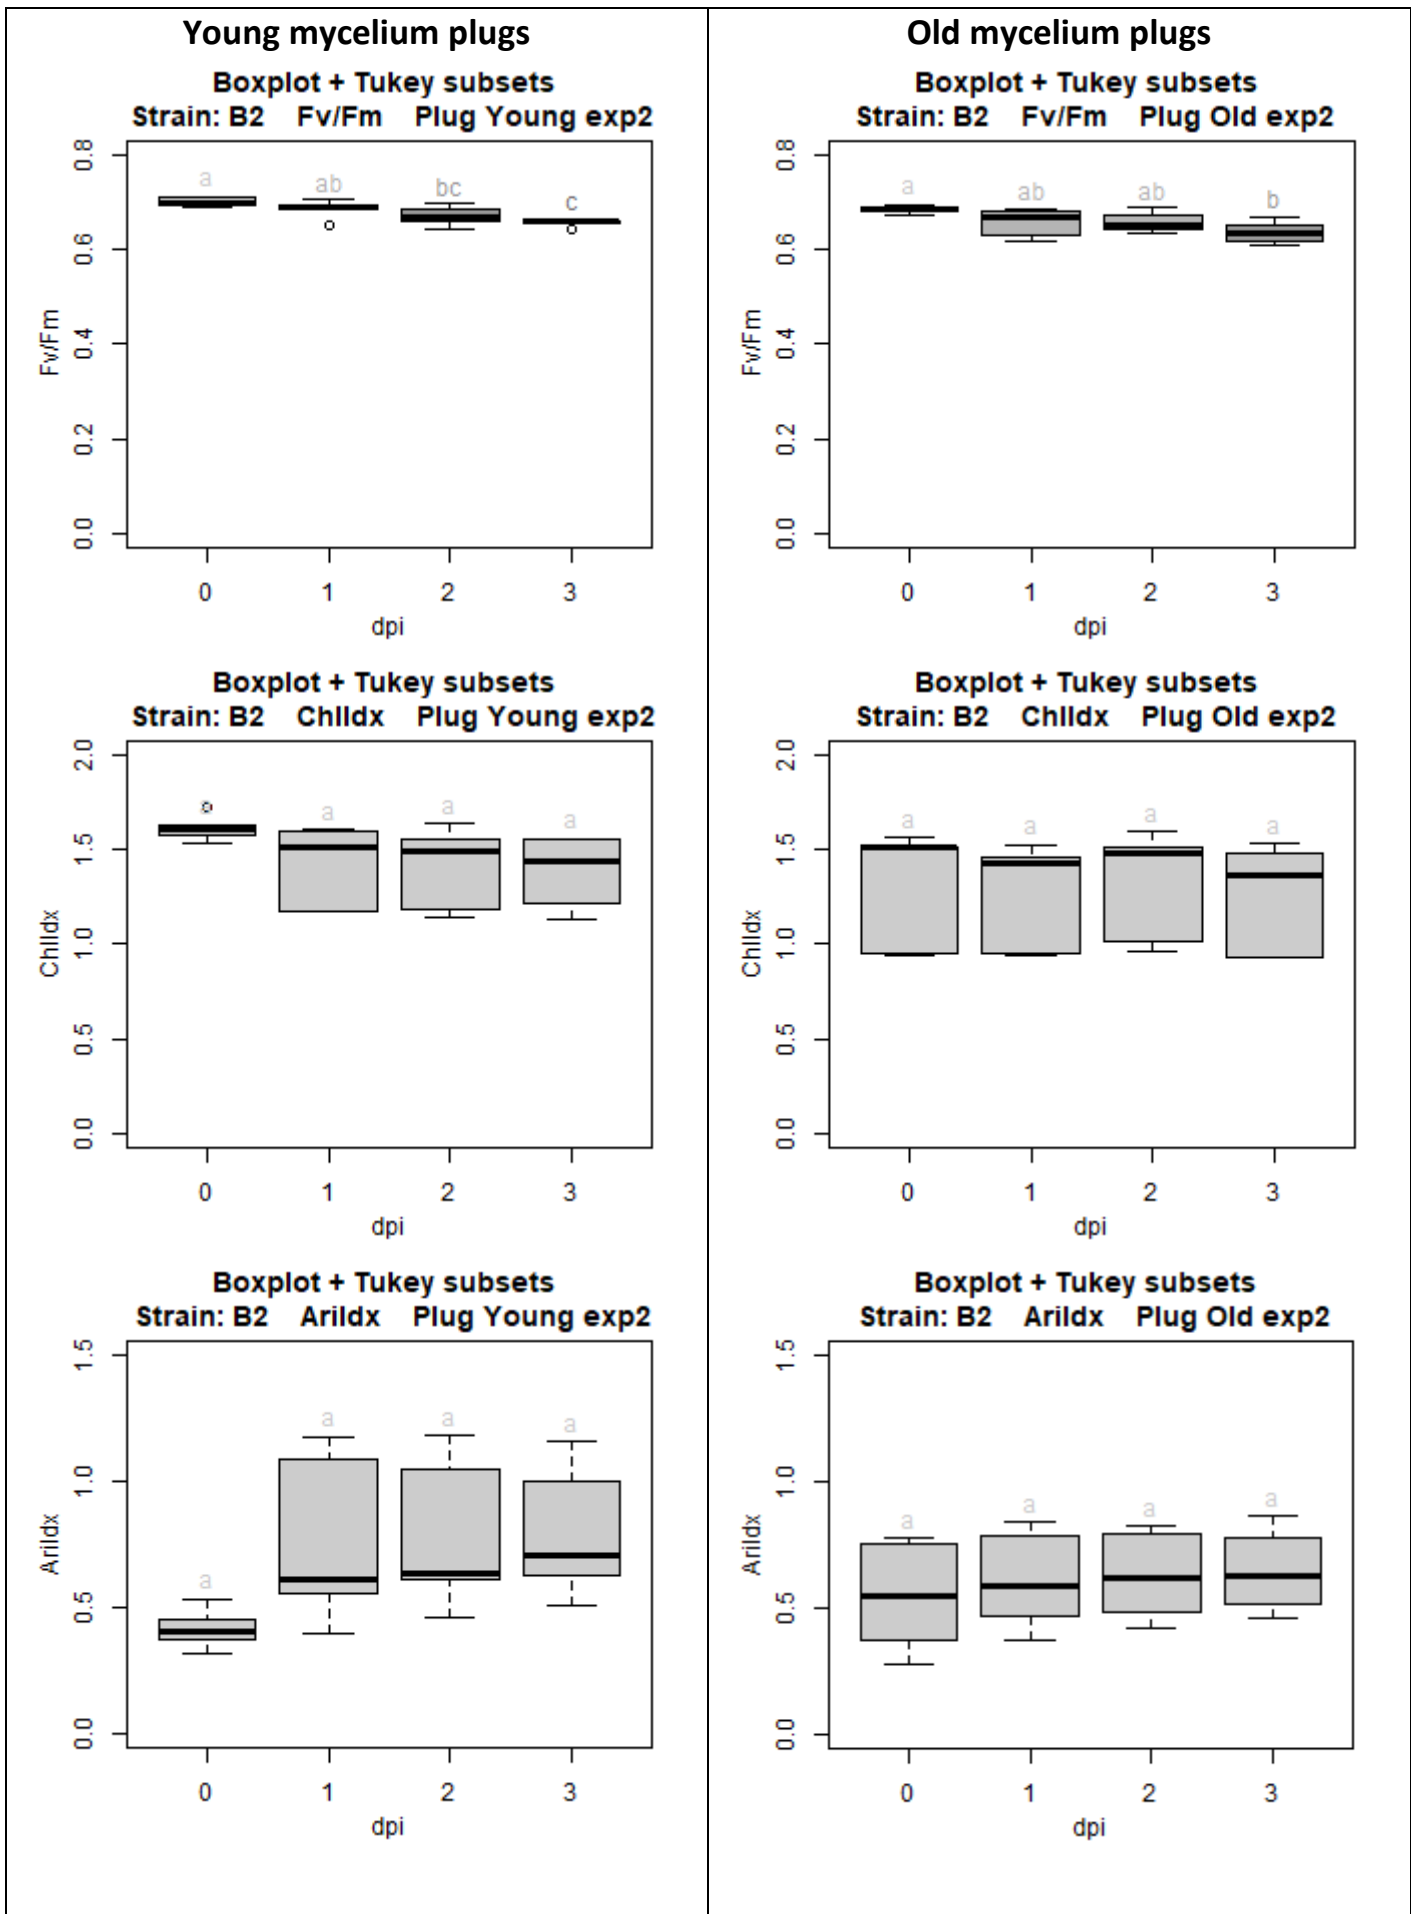 Young mycelium plugs
Boxplot + Tukey subsets
Strain: B2 Fv/Fm Plug Young exp2
0.8
0.6
0.4
0.2
0.0
Fv/Fm
a ab bc c
0 1 2 3
dpi
Boxplot + Tukey subsets
Strain: B2 ChlIdx Plug Young exp2
2.0
1.5
1.0
0.5
0.0
ChlIdx
a a a
0 1 2 3
dpi
Boxplot + Tukey subsets
Strain: B2 AriIdx Plug Young exp2
1.5
1.0
0.5
0.0
AriIdx
a a a a
0 1 2 3
dpi
Old mycelium plugs
Boxplot + Tukey subsets
Strain: B2 Fv/Fm Plug Old exp2
0.8
0.6
0.4
0.2
0.0
Fv/Fm
a ab ab b
0 1 2 3
dpi
Boxplot + Tukey subsets
Strain: B2 ChlIdx Plug Old exp2
2.0
1.5
1.0
0.5
0.0
ChlIdx
a a a a
0 1 2 3
dpi
Boxplot + Tukey subsets
Strain: B2 AriIdx Plug Old exp2
1.5
1.0
0.5
0.0
AriIdx
a a a a
0 1 2 3
dpi